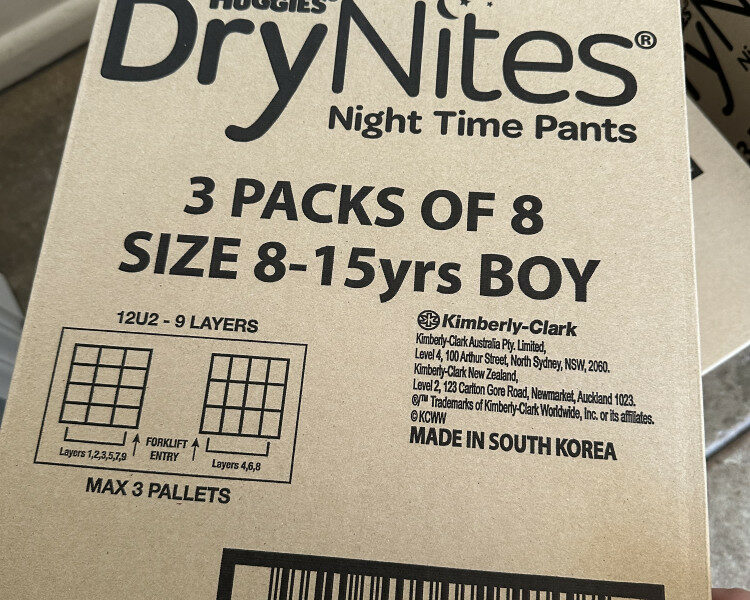 HUGGIES®
DryNites®
Night Time Pants
3 PACKS OF 8
SIZE 8-15yrs BOY
12U2 - 9 LAYERS
Layers 1,2,3,5,7,9
FORKLIFT
ENTRY
Layers 4,6,8
MAX 3 PALLETS
Kimberly-Clark
Kimberly-Clark Australia Pty. Limited,
Level 4, 100 Arthur Street, North Sydney, NSW, 2060.
Kimberly-Clark New Zealand,
Level 2, 123 Carlton Gore Road, Newmarket, Auckland 1023.
®/™ Trademarks of Kimberly-Clark Worldwide, Inc. or its affiliates.
©KCWW
MADE IN SOUTH KOREA